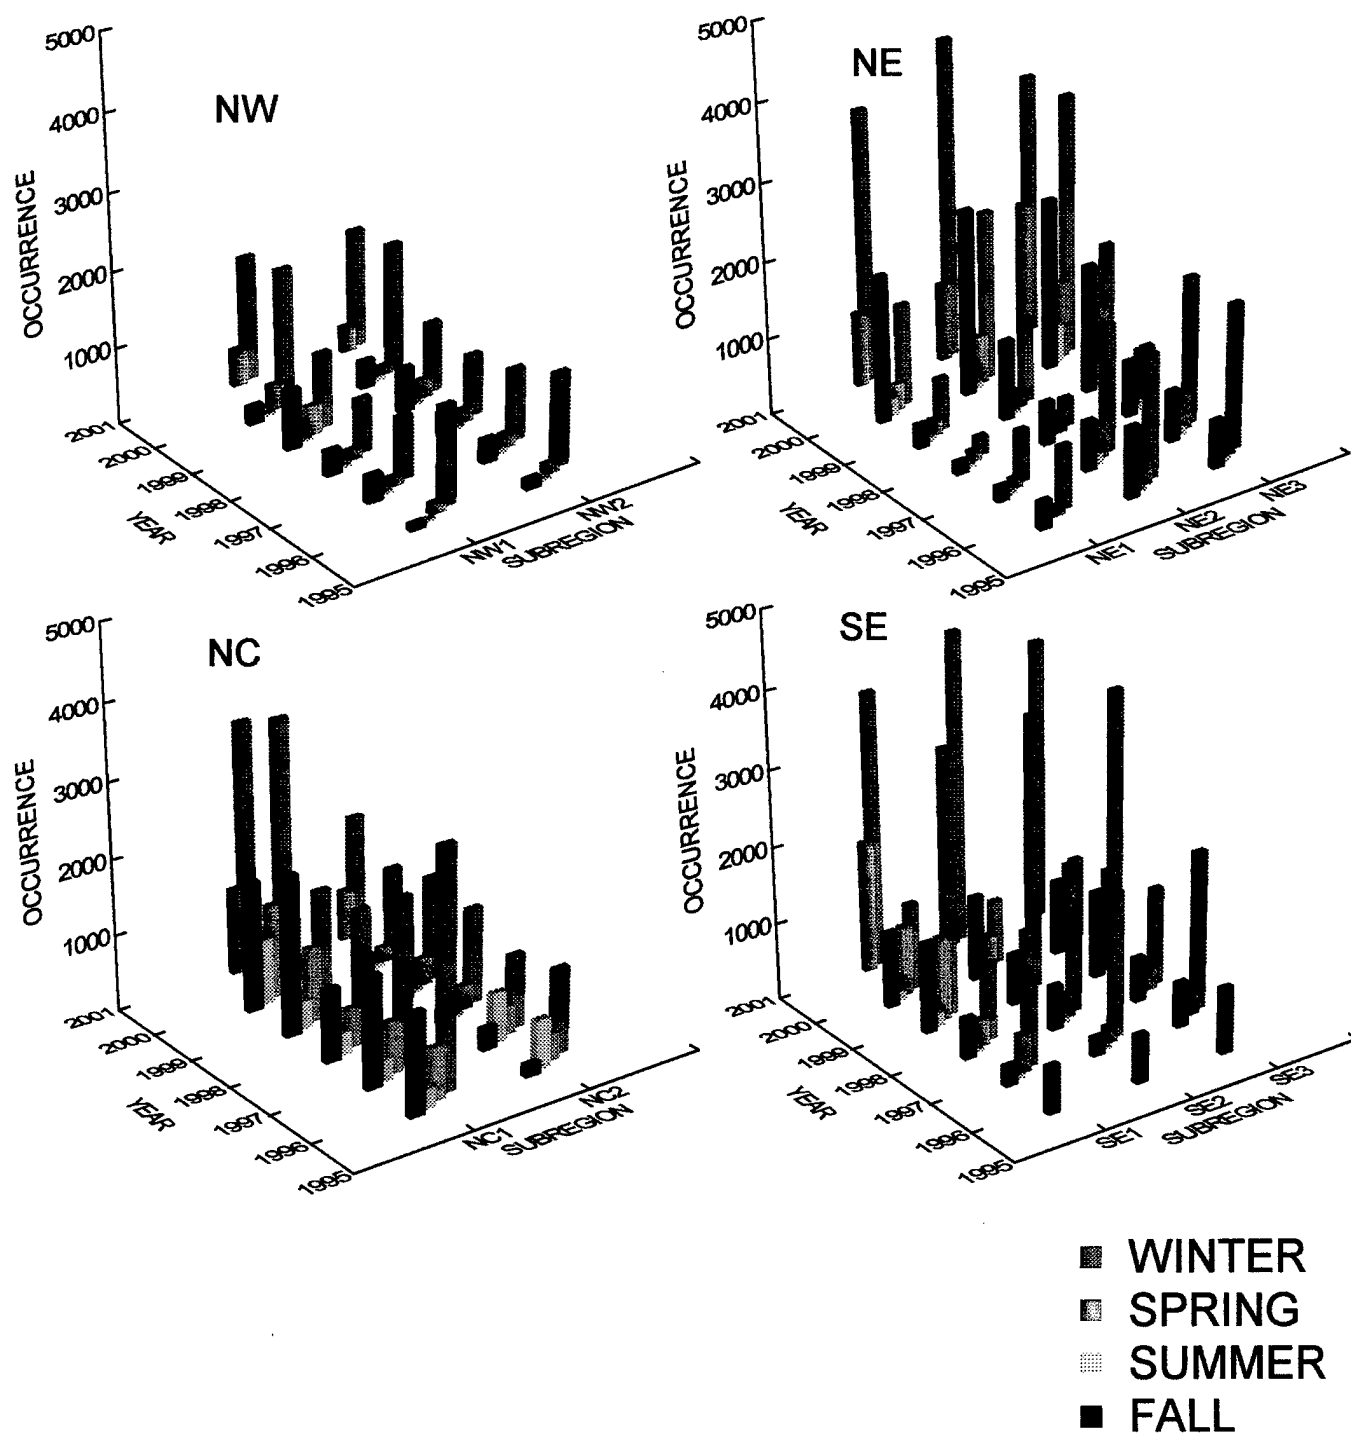 NW
OCCURRENCE
5000
4000
3000
2000
1000
2001
2000
1999
1998
1997
1996
1995
YEAR
NW1
NW2
SUBREGION
NE
OCCURRENCE
5000
4000
3000
2000
1000
2001
2000
1999
1998
1997
1996
1995
YEAR
NE1
NE2
NE3
SUBREGION
NC
OCCURRENCE
5000
4000
3000
2000
1000
2001
2000
1999
1998
1997
1996
1995
YEAR
NC1
NC2
SUBREGION
SE
OCCURRENCE
5000
4000
3000
2000
1000
2001
2000
1999
1998
1997
1996
1995
YEAR
SE1
SE2
SE3
SUBREGION
WINTER
SPRING
SUMMER
FALL